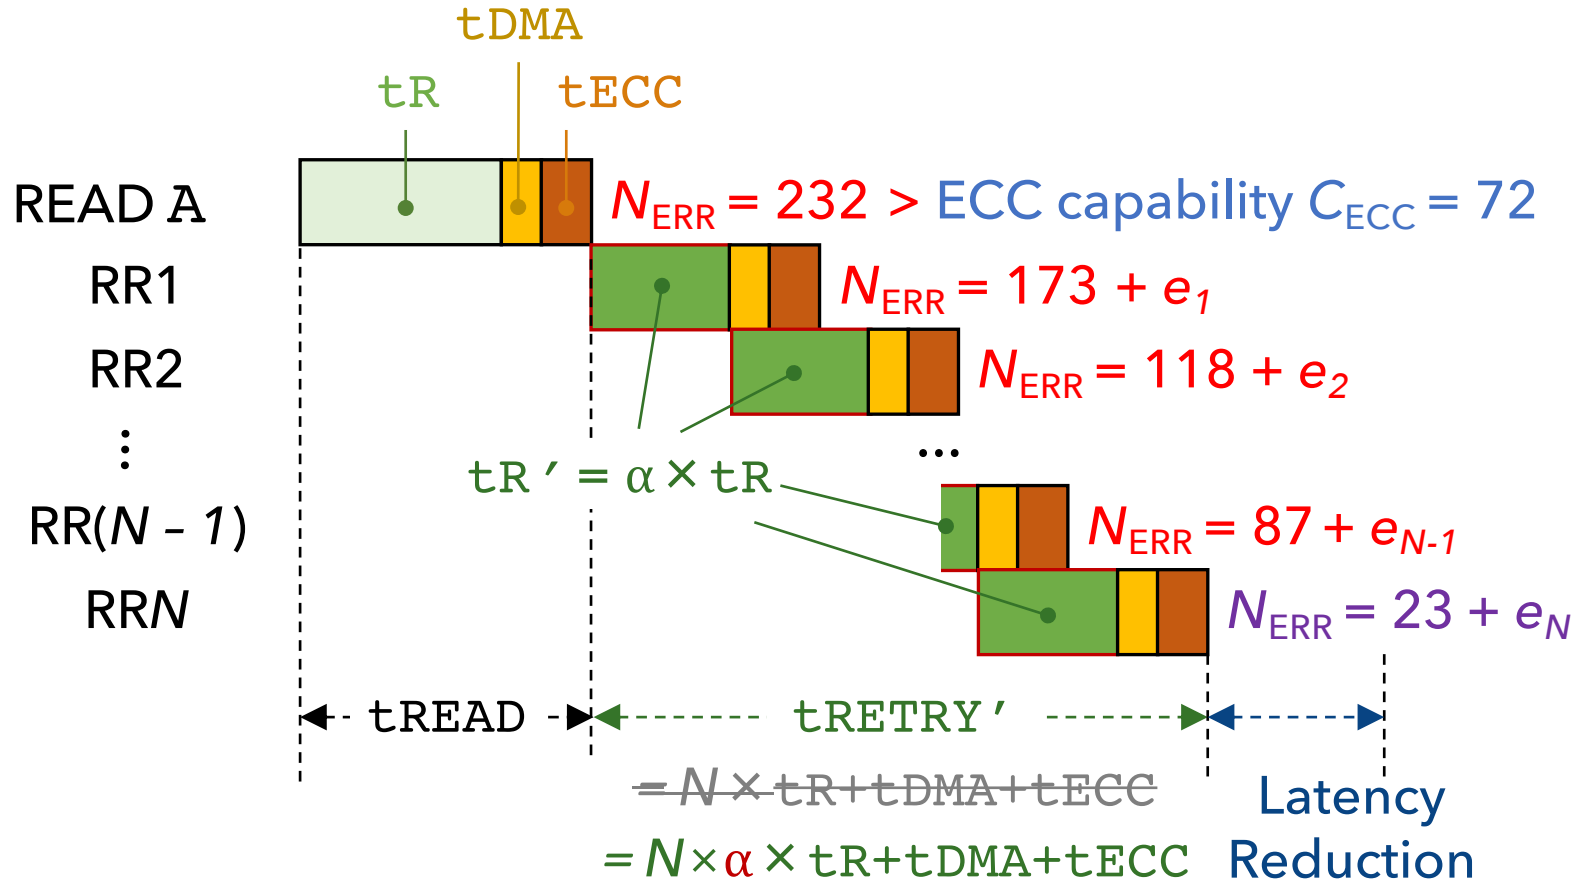 tDMA
tR
tECC
READ A
N_ERR = 232 > ECC capability C_ECC = 72
RR1
N_ERR = 173 + e_1
RR2
N_ERR = 118 + e_2
⋮
...
tR′ = α × tR
RR(N – 1)
N_ERR = 87 + e_N-1
RRN
N_ERR = 23 + e_N
tREAD
tRETRY'
= N × tR+tDMA+tECC
= N × α × tR+tDMA+tECC
Latency
Reduction